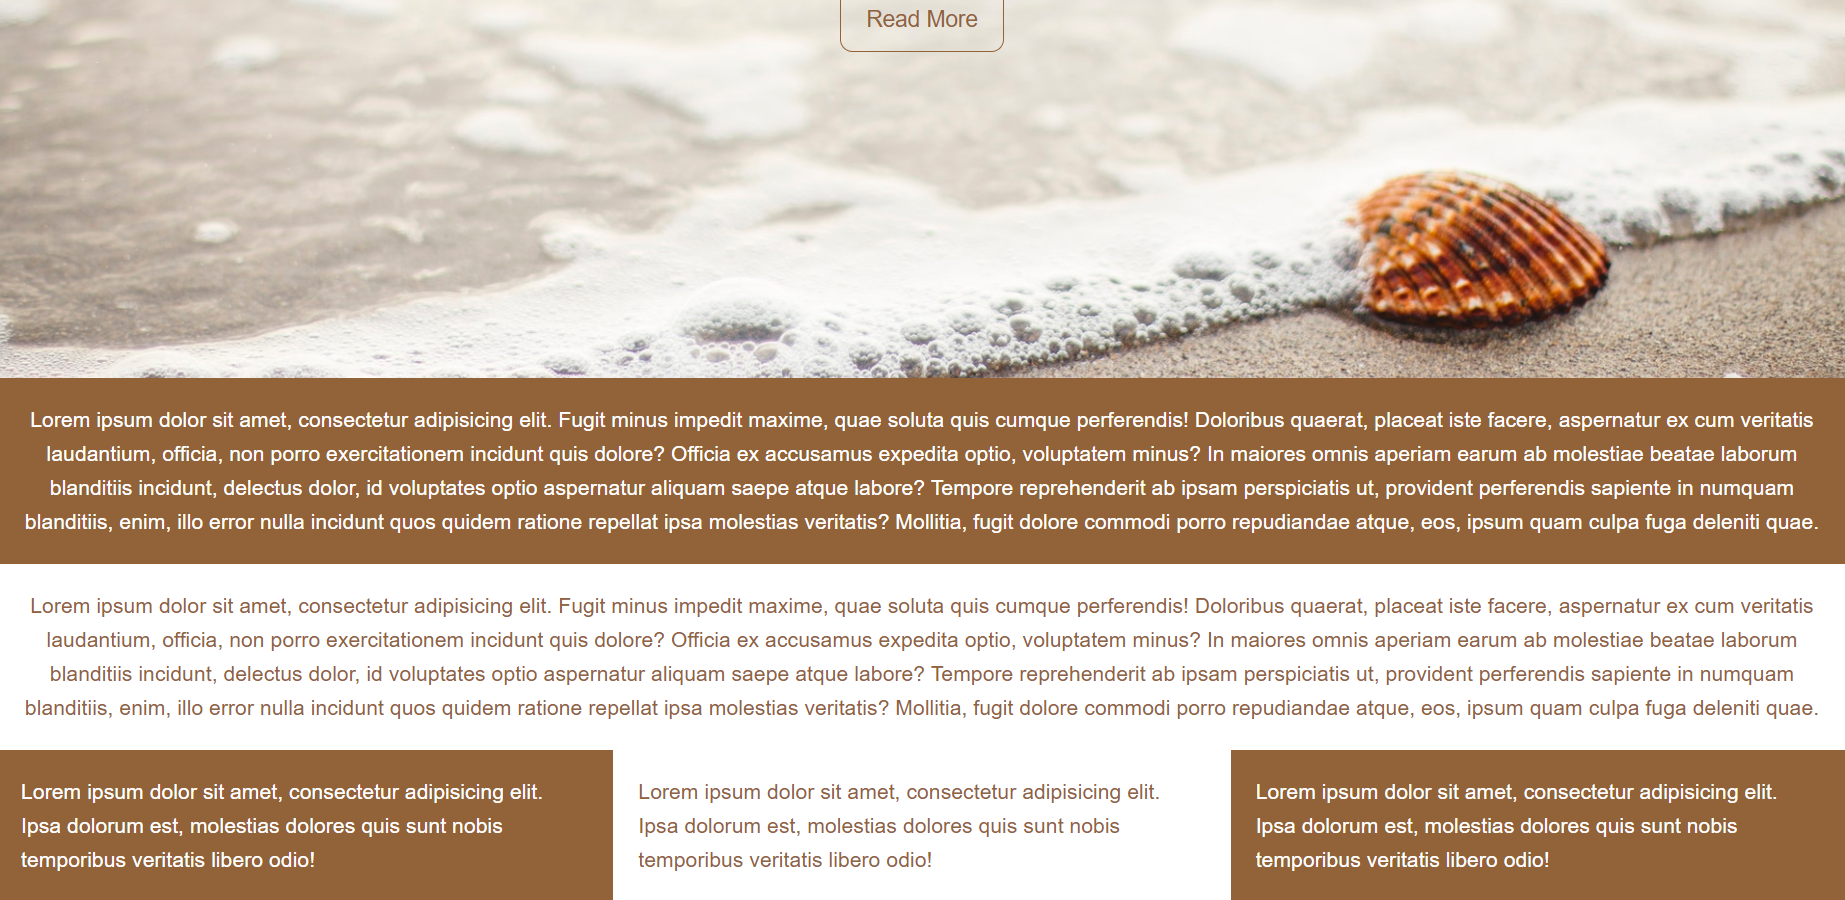 Read More
Lorem ipsum dolor sit amet, consectetur adipisicing elit. Fugit minus impedit maxime, quae soluta quis cumque perferendis! Doloribus quaerat, placeat iste facere, aspernatur ex cum veritatis
laudantium, officia, non porro exercitationem incidunt quis dolore? Officia ex accusamus expedita optio, voluptatem minus? In maiores omnis aperiam earum ab molestiae beatae laborum
blanditiis incidunt, delectus dolor, id voluptates optio aspernatur aliquam saepe atque labore? Tempore reprehenderit ab ipsam perspiciatis ut, provident perferendis sapiente in numquam
blanditiis, enim, illo error nulla incidunt quos quidem ratione repellat ipsa molestias veritatis? Mollitia, fugit dolore commodi porro repudiandae atque, eos, ipsum quam culpa fuga deleniti quae.
Lorem ipsum dolor sit amet, consectetur adipisicing elit. Fugit minus impedit maxime, quae soluta quis cumque perferendis! Doloribus quaerat, placeat iste facere, aspernatur ex cum veritatis
laudantium, officia, non porro exercitationem incidunt quis dolore? Officia ex accusamus expedita optio, voluptatem minus? In maiores omnis aperiam earum ab molestiae beatae laborum
blanditiis incidunt, delectus dolor, id voluptates optio aspernatur aliquam saepe atque labore? Tempore reprehenderit ab ipsam perspiciatis ut, provident perferendis sapiente in numquam
blanditiis, enim, illo error nulla incidunt quos quidem ratione repellat ipsa molestias veritatis? Mollitia, fugit dolore commodi porro repudiandae atque, eos, ipsum quam culpa fuga deleniti quae.
Lorem ipsum dolor sit amet, consectetur adipisicing elit.
Ipsa dolorum est, molestias dolores quis sunt nobis
temporibus veritatis libero odio!
Lorem ipsum dolor sit amet, consectetur adipisicing elit.
Ipsa dolorum est, molestias dolores quis sunt nobis
temporibus veritatis libero odio!
Lorem ipsum dolor sit amet, consectetur adipisicing elit.
Ipsa dolorum est, molestias dolores quis sunt nobis
temporibus veritatis libero odio!